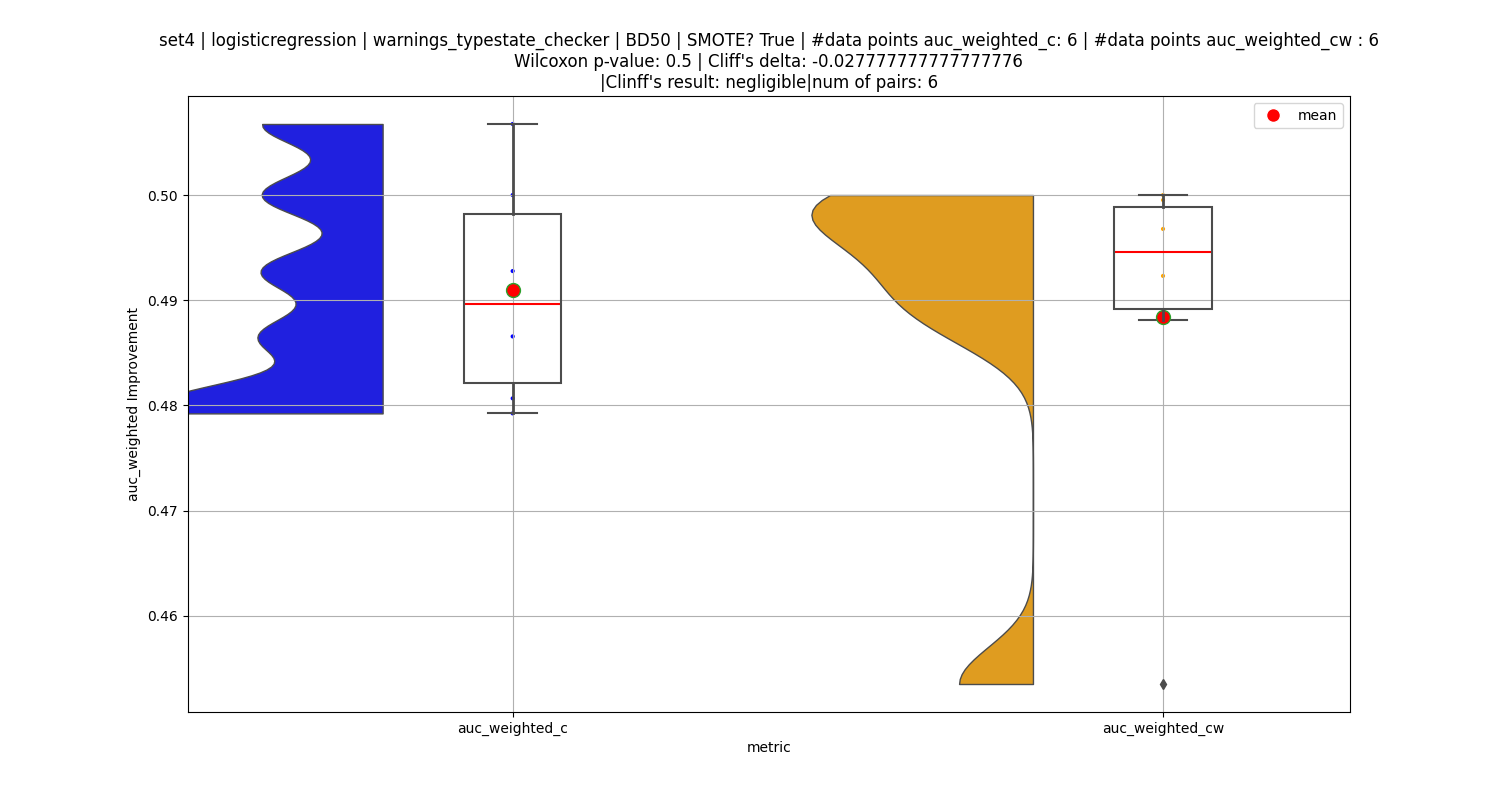 set4 | logisticregression | warnings_typestate_checker | BD50 | SMOTE? True | #data points auc_weighted_c: 6 | #data points auc_weighted_cw : 6
Wilcoxon p-value: 0.5 | Cliff's delta: -0.027777777777777776
|Clinff's result: negligible|num of pairs: 6
mean
0.50
0.49
0.48
0.47
0.46
auc_weighted Improvement
auc_weighted_c
auc_weighted_cw
metric